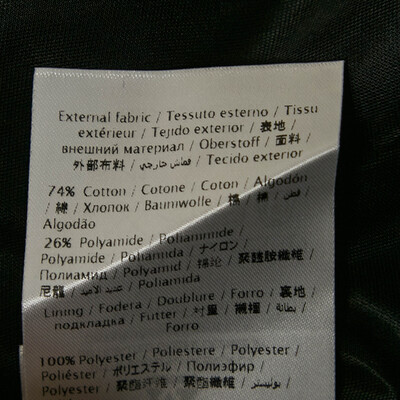 External fabric / Tessuto esterno / Tissu
extérieur / Tejido exterior / 表地 /
внешний материал / Oberstoff / 面料 /
外部布料 / قماش خارجي / Tecido exterior
74% Cotton / Cotone / Coton / Algodón
/ 綿 / Хлопок / Baumwolle / 棉 / 棉 / قطن /
Algodão
26% Polyamide / Poliammide /
Polyamide / Poliamida / ナイロン /
Полиамид / Polyamid / 锦纶 / 聚醯胺纖維 /
尼龍 / / Poliamida
Lining / Fodera / Doublure / Forro / 裏地 /
подкладка / Futter / 衬里 / 襯裡 / بطانة /
Forro
100% Polyester / Poliestere / Polyester /
Poliéster / ポリエステル / Полиэфир /
Polyester / 聚酯纤维 / 聚酯纖維 / بوليستر /